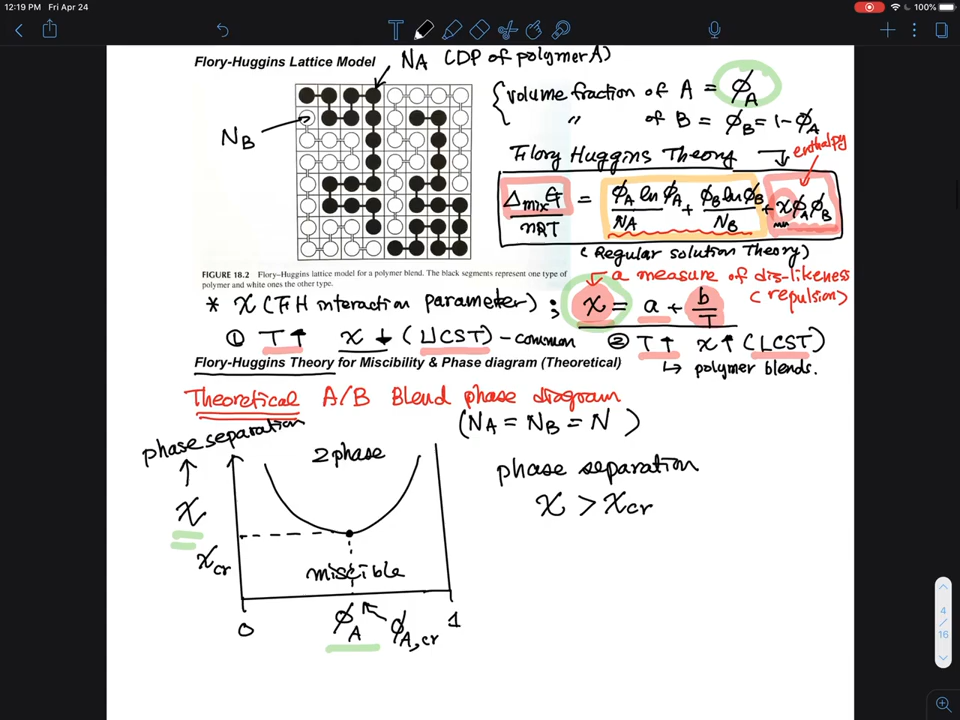 12:19 PM Fri Apr 24
100%
Flory-Huggins Lattice Model
NA (DP of polymer A)
NB
{ volume fraction of A = ϕA
" of B = ϕB = 1-ϕA
Flory Huggins Theory
enthalpy
ΔmixG / nRT = ϕA ln ϕA / NA + ϕB ln ϕB / NB + χϕAϕB
(Regular solution Theory)
FIGURE 18.2 Flory–Huggins lattice model for a polymer blend. The black segments represent one type of
polymer and white ones the other type.
a measure of dis-likeness
(repulsion)
* χ (FH interaction parameter) ; χ = a + b/T
① T↑ χ↓ (UCST) - common ② T↑ χ↑ (LCST)
↳ polymer blends.
Flory-Huggins Theory for Miscibility & Phase diagram (Theoretical)
Theoretical A/B Blend phase diagram
(NA = NB = N)
phase separation
↑
χ
χcr
2 phase
miscible
0
ϕA
ϕA,cr
1
phase separation
χ > χcr
4
16